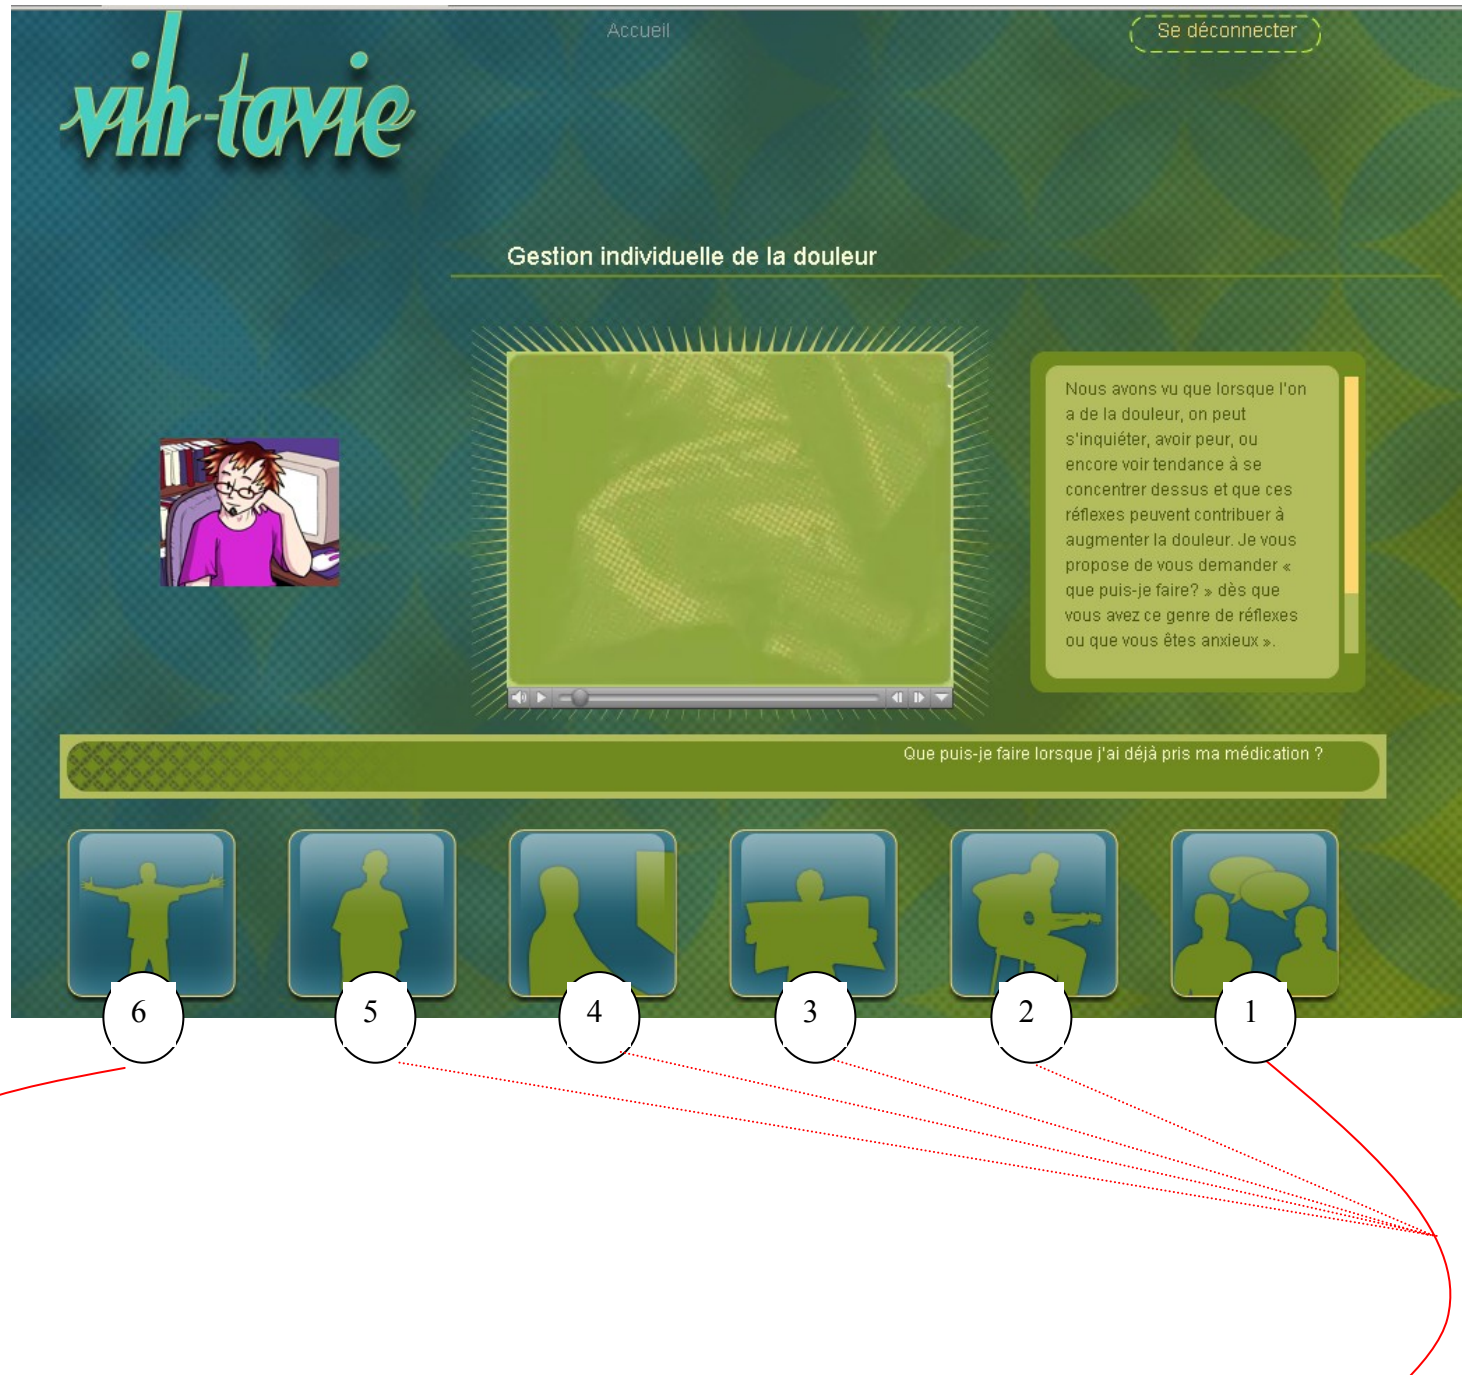 Accueil
Se déconnecter
vih-tavie
Gestion individuelle de la douleur
Nous avons vu que lorsque l'on
a de la douleur, on peut
s'inquiéter, avoir peur, ou
encore voir tendance à se
concentrer dessus et que ces
réflexes peuvent contribuer à
augmenter la douleur. Je vous
propose de vous demander «
que puis-je faire? » dès que
vous avez ce genre de réflexes
ou que vous êtes anxieux ».
Que puis-je faire lorsque j'ai déjà pris ma médication ?
6 5 4 3 2 1